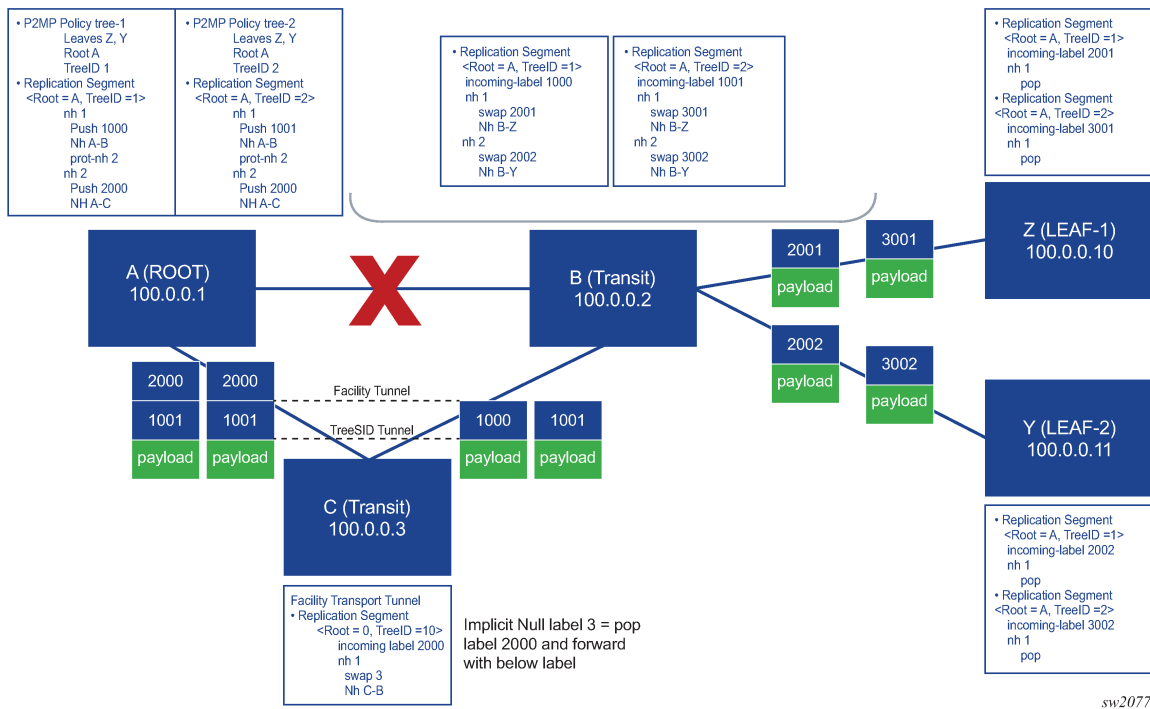 • P2MP Policy tree-1
Leaves Z, Y
Root A
TreeID 1
• Replication Segment
<Root = A, TreeID =1>
nh 1
Push 1000
Nh A-B
prot-nh 2
nh 2
Push 2000
NH A-C
• P2MP Policy tree-2
Leaves Z, Y
Root A
TreeID 2
• Replication Segment
<Root = A, TreeID =2>
nh 1
Push 1001
Nh A-B
prot-nh 2
nh 2
Push 2000
NH A-C
• Replication Segment
<Root = A, TreeID =1>
incoming-label 1000
nh 1
swap 2001
Nh B-Z
nh 2
swap 2002
Nh B-Y
• Replication Segment
<Root = A, TreeID =2>
incoming-label 1001
nh 1
swap 3001
Nh B-Z
nh 2
swap 3002
Nh B-Y
• Replication Segment
<Root = A, TreeID =1>
incoming-label 2001
nh 1
pop
• Replication Segment
<Root = A, TreeID =2>
incoming-label 3001
nh 1
pop
A (ROOT)
100.0.0.1
X
B (Transit)
100.0.0.2
2001
payload
3001
payload
Z (LEAF-1)
100.0.0.10
2002
payload
3002
payload
Y (LEAF-2)
100.0.0.11
2000
1001
payload
2000
1001
payload
Facility Tunnel
TreeSID Tunnel
1000
payload
1001
payload
C (Transit)
100.0.0.3
Facility Transport Tunnel
• Replication Segment
<Root = 0, TreeID =10>
incoming label 2000
nh 1
swap 3
Nh C-B
Implicit Null label 3 = pop
label 2000 and forward
with below label
• Replication Segment
<Root = A, TreeID =1>
incoming-label 2002
nh 1
pop
• Replication Segment
<Root = A, TreeID =2>
incoming-label 3002
nh 1
pop
sw2077